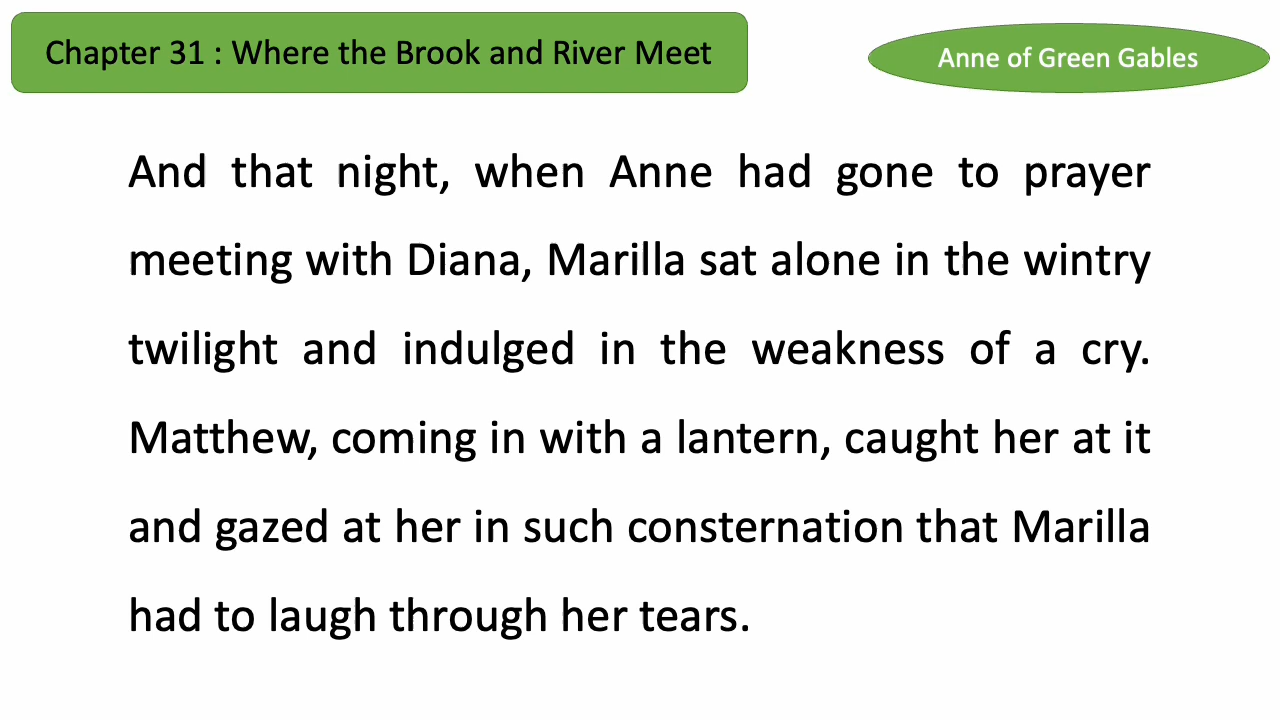 Chapter 31 : Where the Brook and River Meet
Anne of Green Gables
And that night, when Anne had gone to prayer
meeting with Diana, Marilla sat alone in the wintry
twilight and indulged in the weakness of a cry.
Matthew, coming in with a lantern, caught her at it
and gazed at her in such consternation that Marilla
had to laugh through her tears.